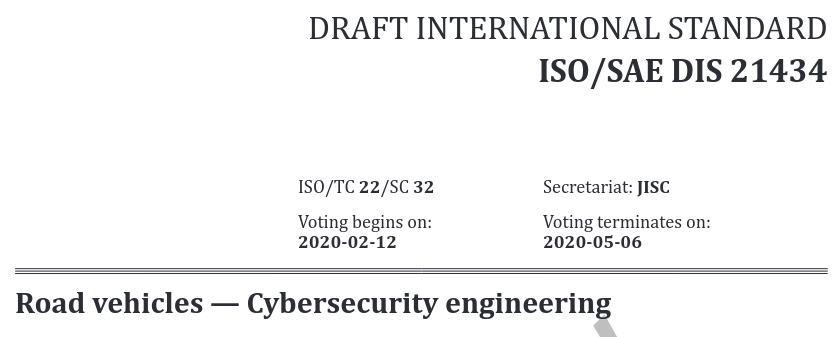 DRAFT INTERNATIONAL STANDARD
ISO/SAE DIS 21434
ISO/TC 22/SC 32
Secretariat: JISC
Voting begins on:
2020-02-12
Voting terminates on:
2020-05-06
Road vehicles — Cybersecurity engineering